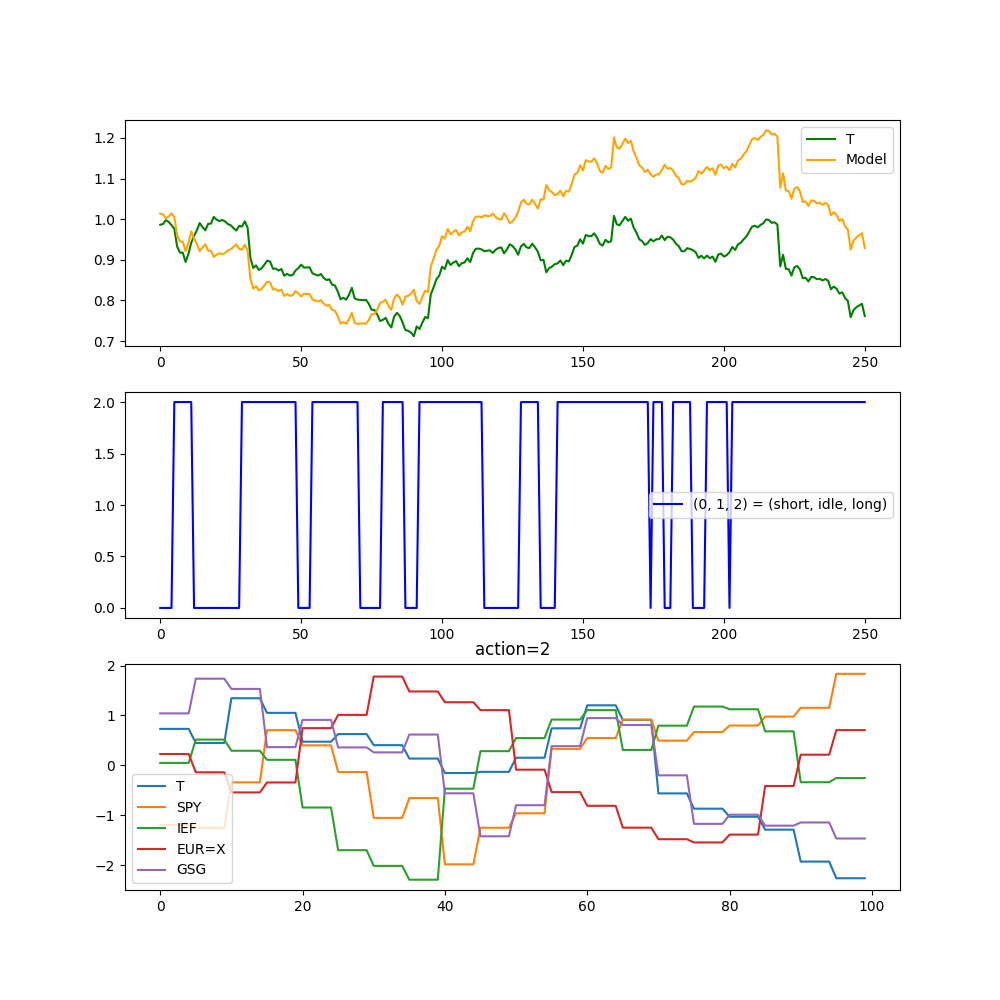 1.2
1.1
1.0
0.9
0.8
0.7
T
Model
0 50 100 150 200 250
2.0
1.5
1.0
0.5
0.0
(0, 1, 2) = (short, idle, long)
0 50 100 150 200 250
action=2
2
1
0
−1
−2
T
SPY
IEF
EUR=X
GSG
0 20 40 60 80 100